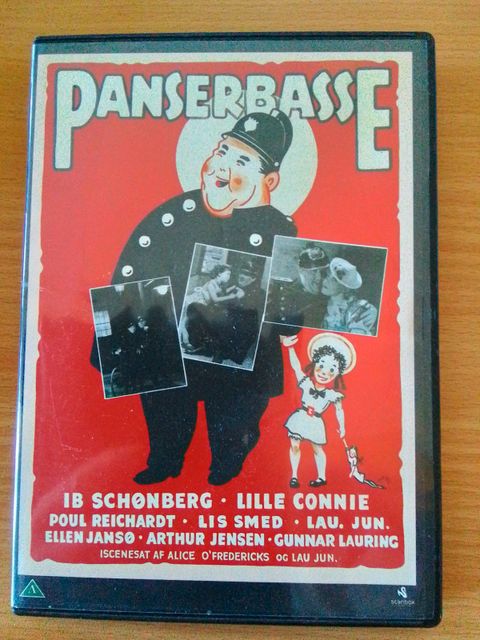 PANSERBASSE
IB SCHØNBERG · LILLE CONNIE
POUL REICHARDT · LIS SMED · LAU. JUN.
ELLEN JANSØ · ARTHUR JENSEN · GUNNAR LAURING
ISCENESAT AF ALICE O'FREDERICKS OG LAU JUN.
A
scanbox